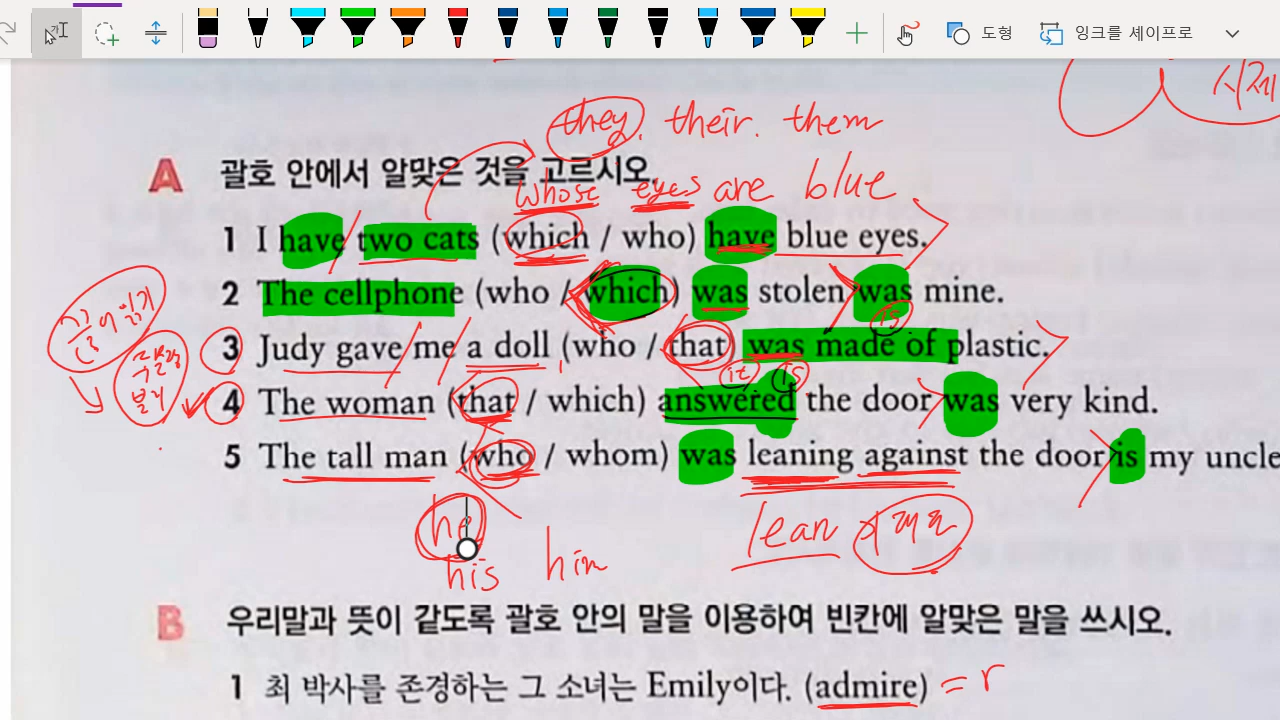 도형 잉크를 셰이프로
시제
they. their. them
A 괄호 안에서 알맞은 것을 고르시오.
whose eyes are blue
1 I have two cats (which / who) have blue eyes.
2 The cellphone (who / which) was stolen was mine.
is
끊어 읽기
3 Judy gave me a doll (who / that) was made of plastic.
it is
4 The woman (that / which) answered the door was very kind.
5 The tall man (who / whom) was leaning against the door is my uncle
he
lean
his him
B 우리말과 뜻이 같도록 괄호 안의 말을 이용하여 빈칸에 알맞은 말을 쓰시오.
1 최 박사를 존경하는 그 소녀는 Emily이다. (admire) = r